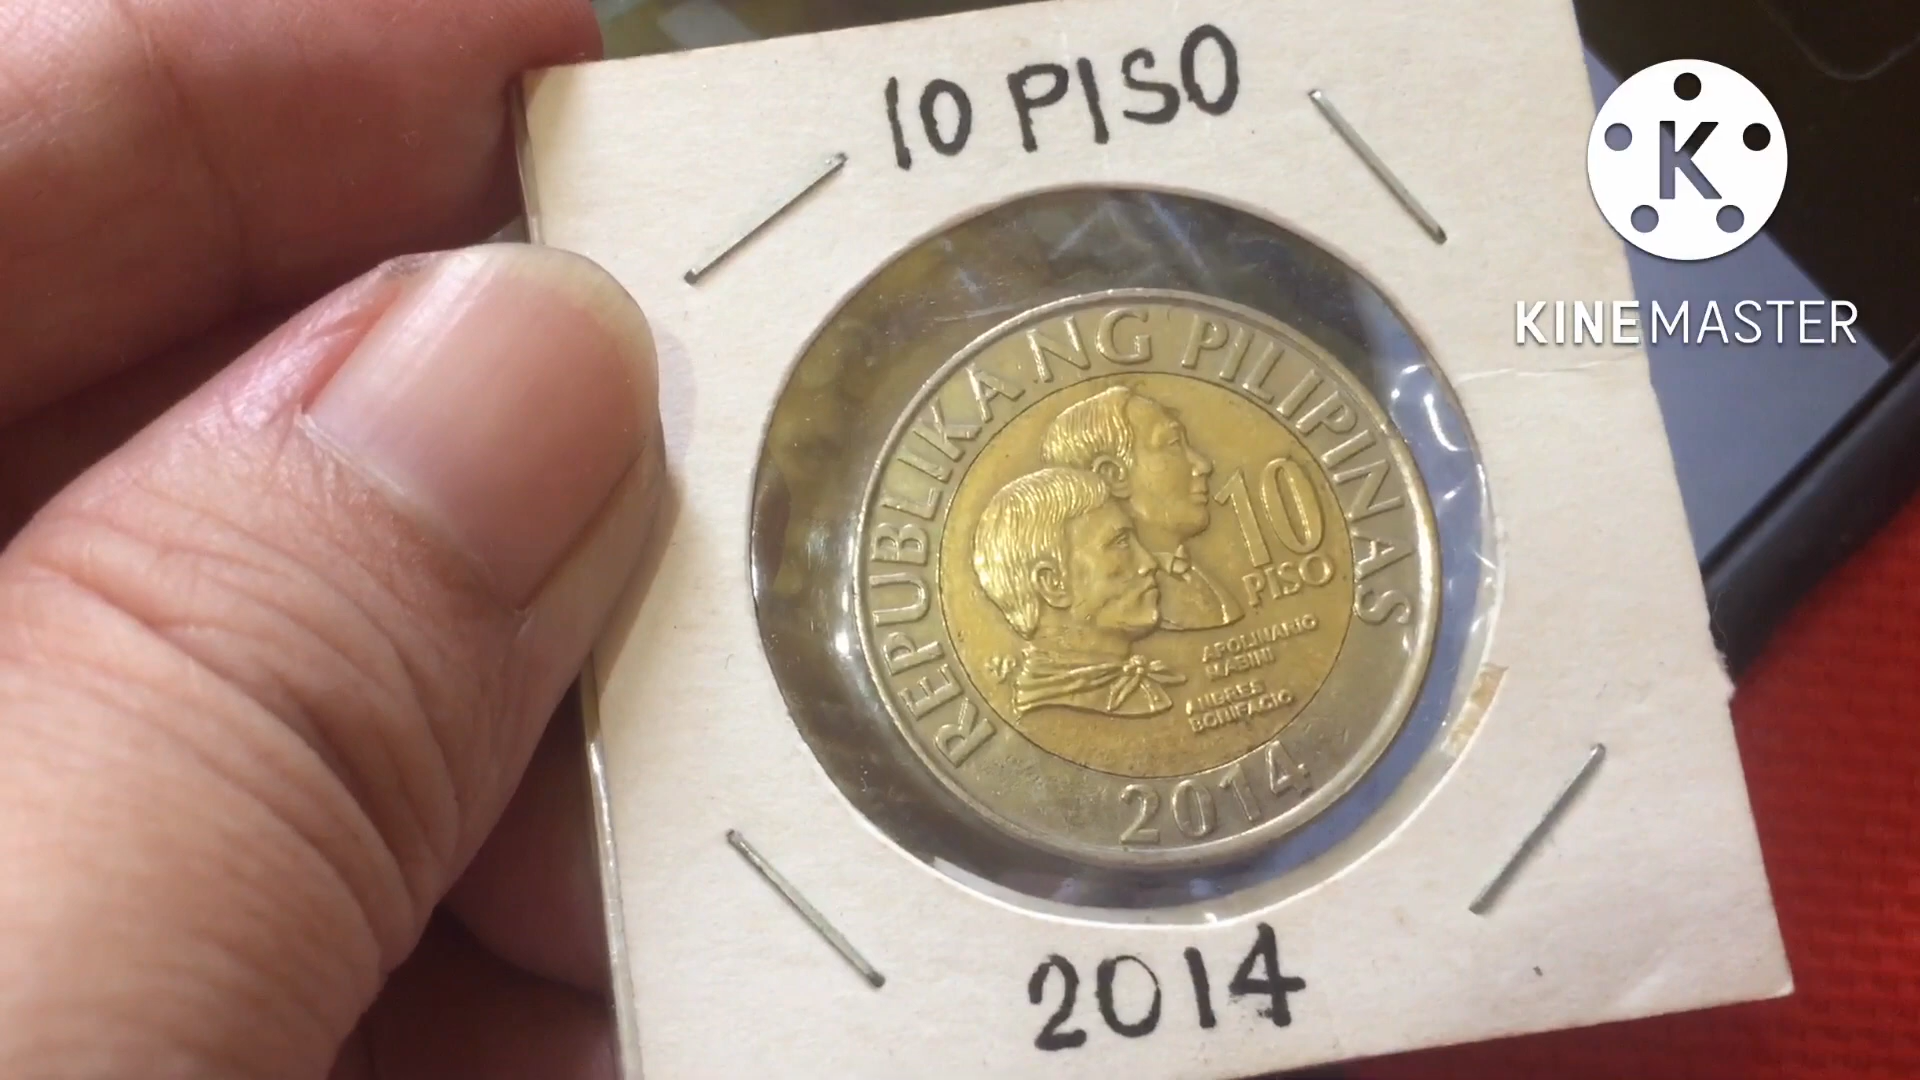 10 PISO
K
KINEMASTER
REPUBLIKA NG PILIPINAS
10
PISO
APOLINARIO
MABINI
ANDRES
BONIFACIO
2014
2014